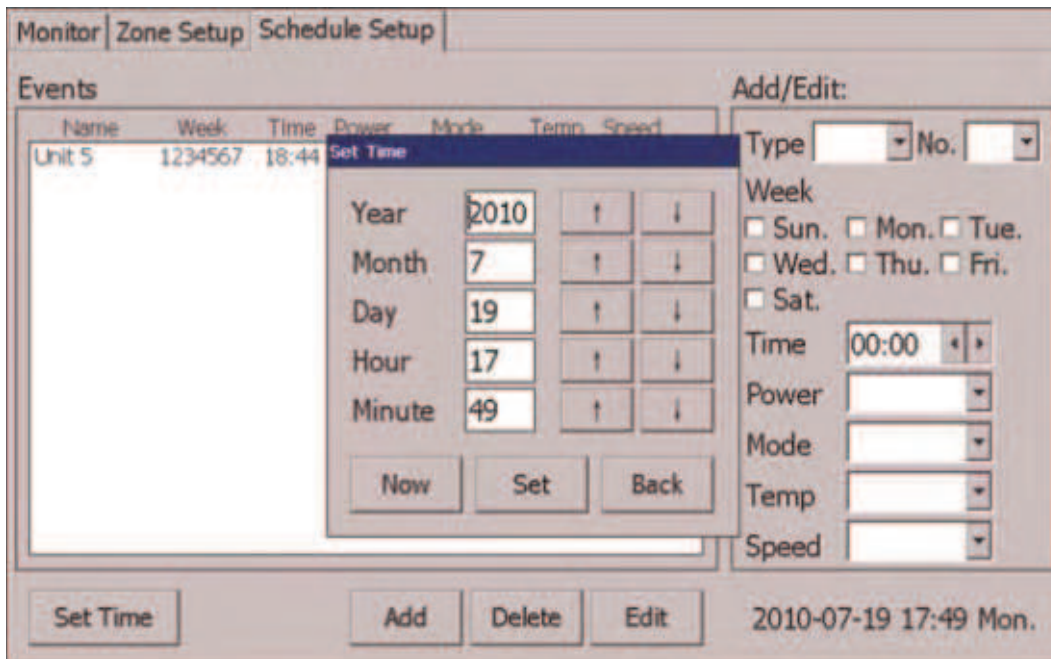 Monitor Zone Setup Schedule Setup
Events
Name Week Time Power Mode Temp Speed
Unit 5 1234567 18:44
Set Time
Year 2010 ↑ ↓
Month 7 ↑ ↓
Day 19 ↑ ↓
Hour 17 ↑ ↓
Minute 49 ↑ ↓
Now Set Back
Set Time Add Delete Edit
Add/Edit:
Type No.
Week
Sun. Mon. Tue.
Wed. Thu. Fri.
Sat.
Time 00:00
Power
Mode
Temp
Speed
2010-07-19 17:49 Mon.